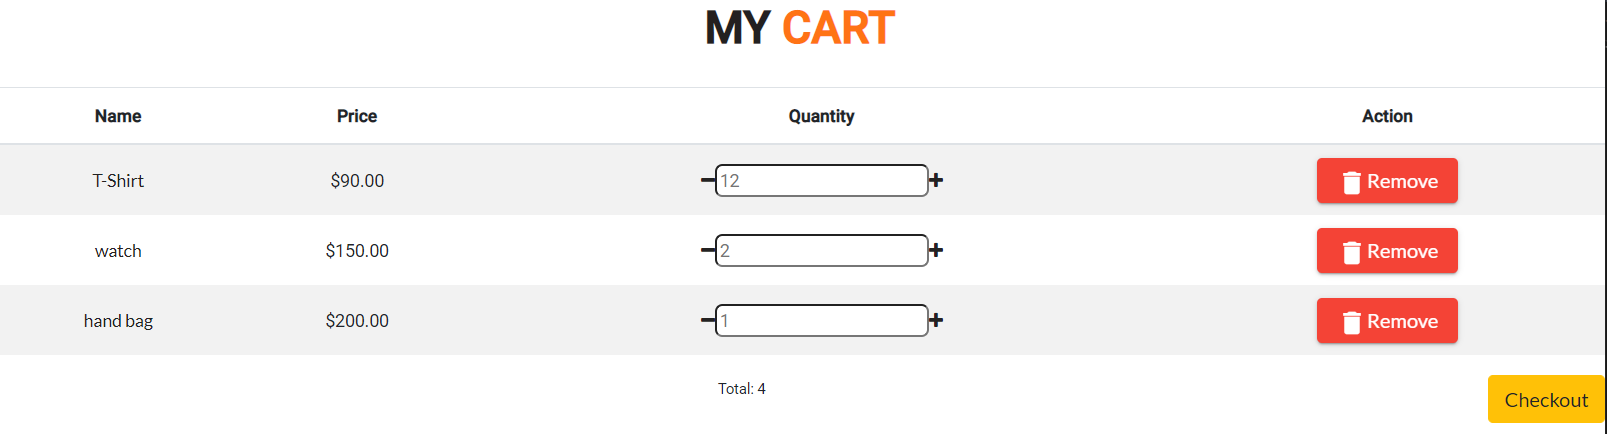 MY CART
Name Price Quantity Action
T-Shirt $90.00 12 Remove
watch $150.00 2 Remove
hand bag $200.00 1 Remove
Total: 4
Checkout